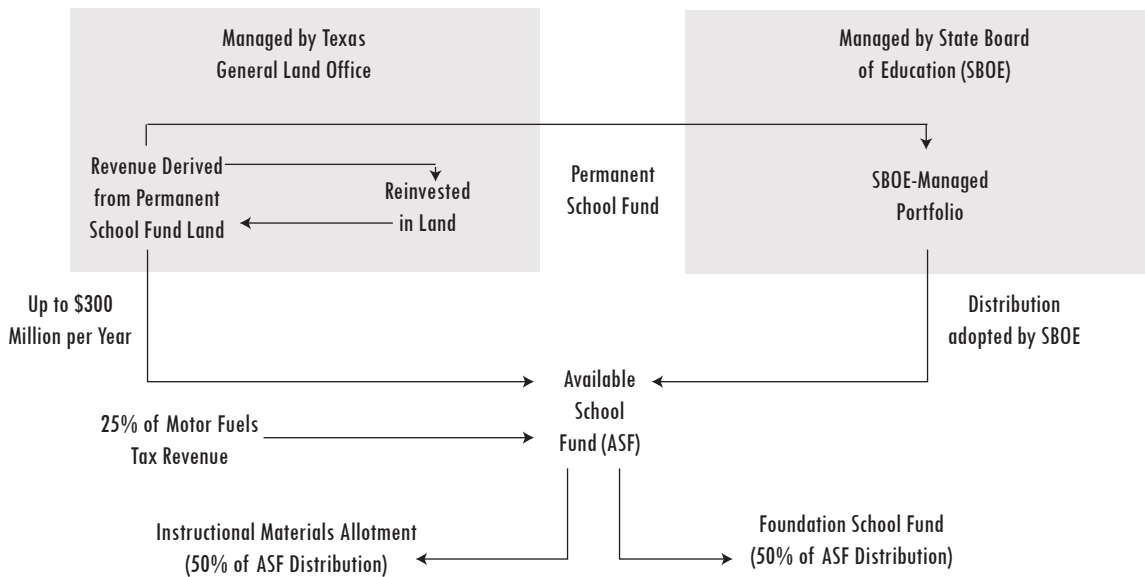 Managed by Texas
General Land Office
Managed by State Board
of Education (SBOE)
Revenue Derived
from Permanent
School Fund Land
Reinvested
in Land
Permanent
School Fund
SBOE-Managed
Portfolio
Up to $300
Million per Year
Distribution
adopted by SBOE
Available
School
Fund (ASF)
25% of Motor Fuels
Tax Revenue
Instructional Materials Allotment
(50% of ASF Distribution)
Foundation School Fund
(50% of ASF Distribution)